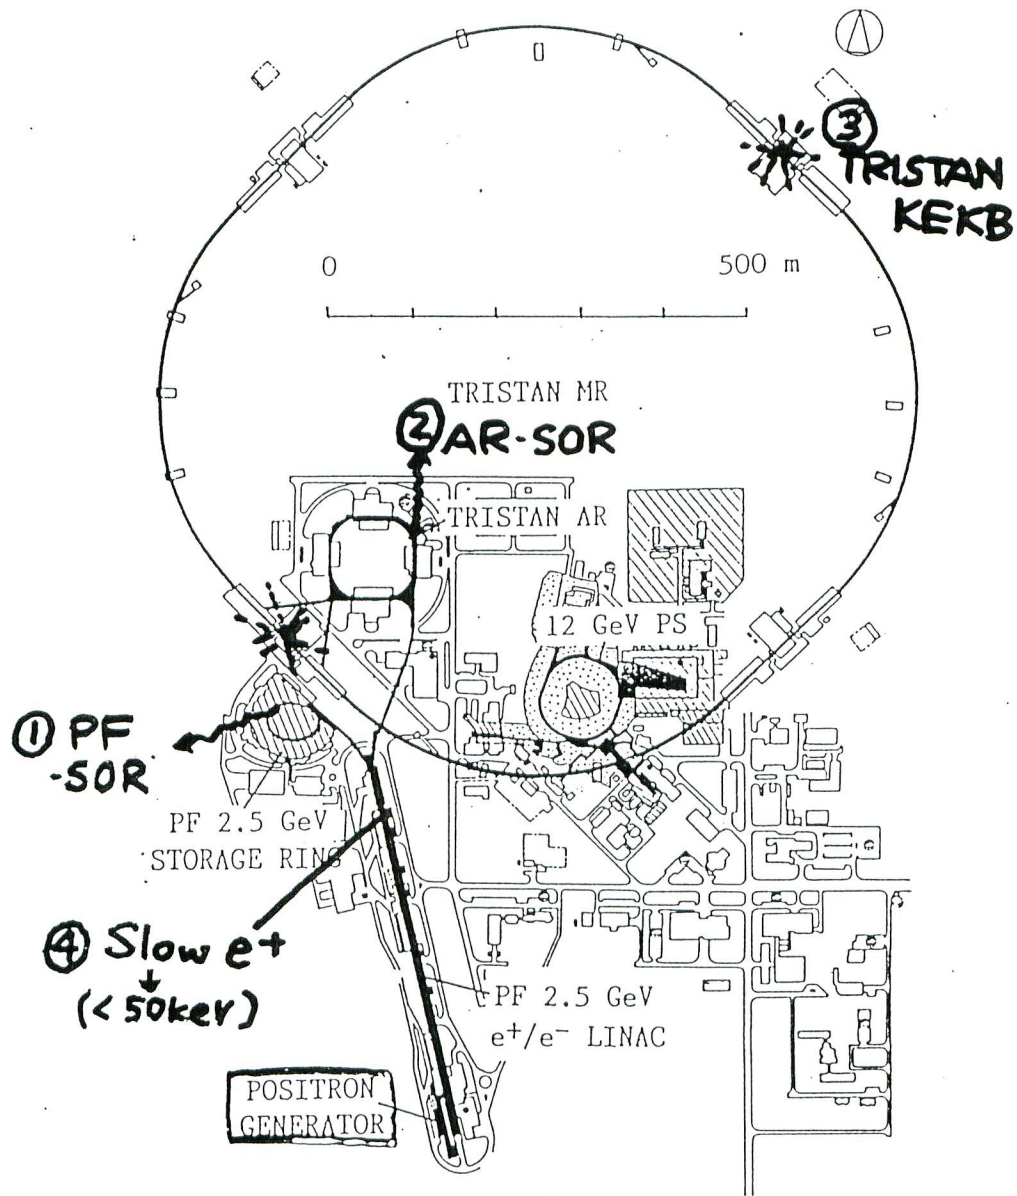 ③
TRISTAN
KEKB
0 500 m
TRISTAN MR
② AR-SOR
TRISTAN AR
12 GeV PS
① PF
-SOR
PF 2.5 GeV
STORAGE RING
④ Slow e+
(<50keV)
PF 2.5 GeV
e⁺/e⁻ LINAC
POSITRON
GENERATOR